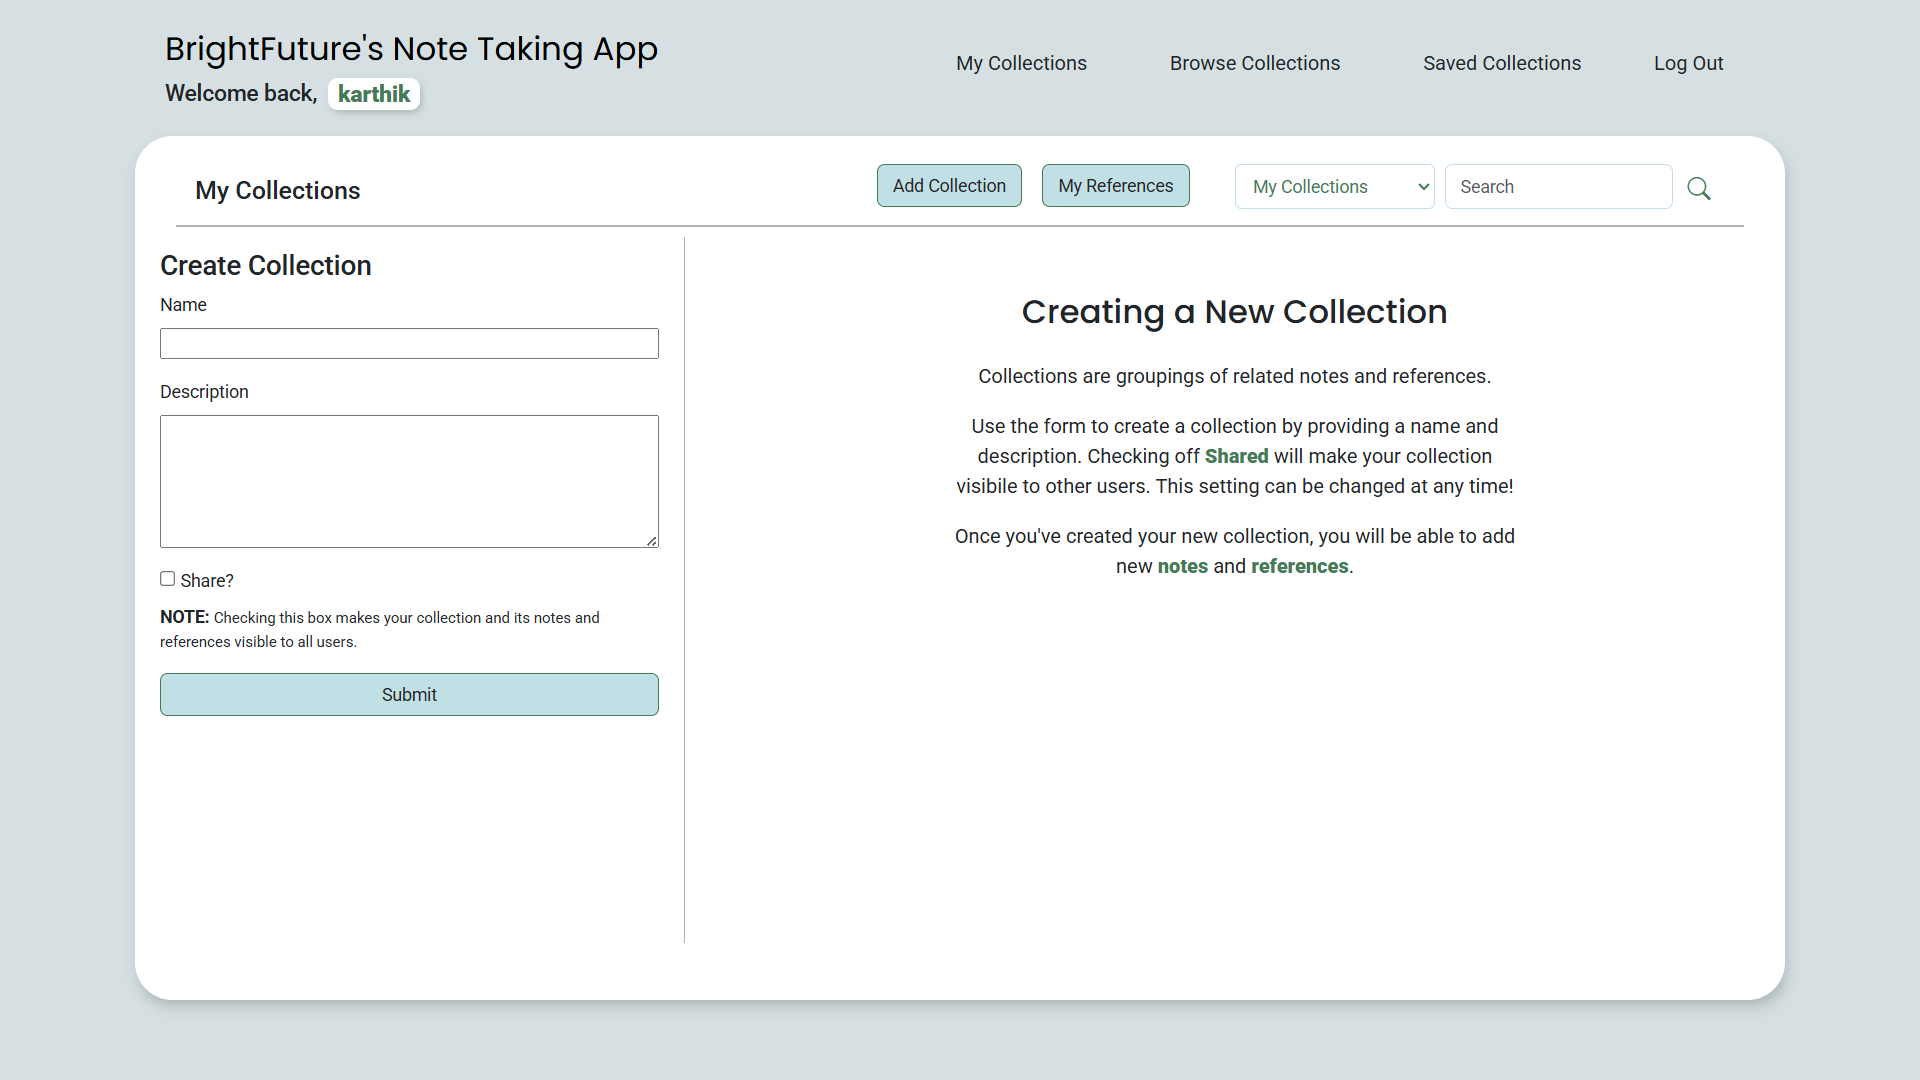 BrightFuture's Note Taking App
Welcome back, karthik
My Collections
Browse Collections
Saved Collections
Log Out
My Collections
Add Collection
My References
My Collections
Search
Create Collection
Name
Description
Share?
NOTE: Checking this box makes your collection and its notes and
references visible to all users.
Submit
Creating a New Collection
Collections are groupings of related notes and references.
Use the form to create a collection by providing a name and
description. Checking off Shared will make your collection
visibile to other users. This setting can be changed at any time!
Once you've created your new collection, you will be able to add
new notes and references.